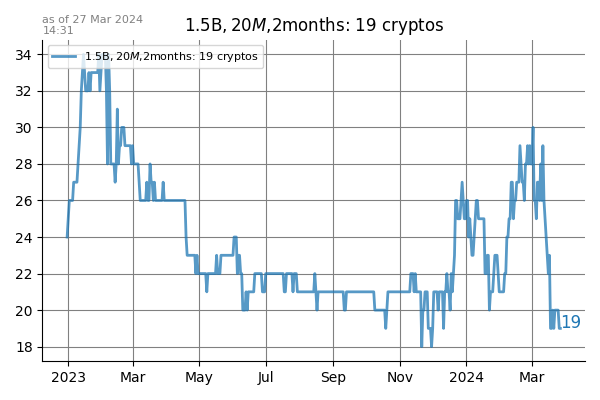 as of 27 Mar 2024
14:31
1.5B, 20M,2months: 19 cryptos
1.5B, 20M,2months: 19 cryptos
34
32
30
28
26
24
22
20
18
19
2023
Mar
May
Jul
Sep
Nov
2024
Mar